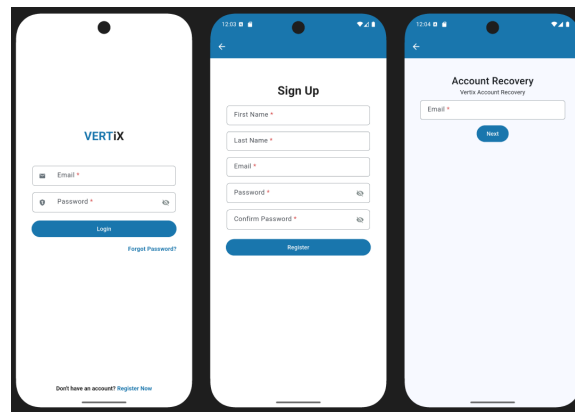 VERTiX
Email *
Password *
Login
Forgot Password?
Don't have an account? Register Now
12:03
Sign Up
First Name *
Last Name *
Email *
Password *
Confirm Password *
Register
12:04
Account Recovery
Vertix Account Recovery
Email *
Next